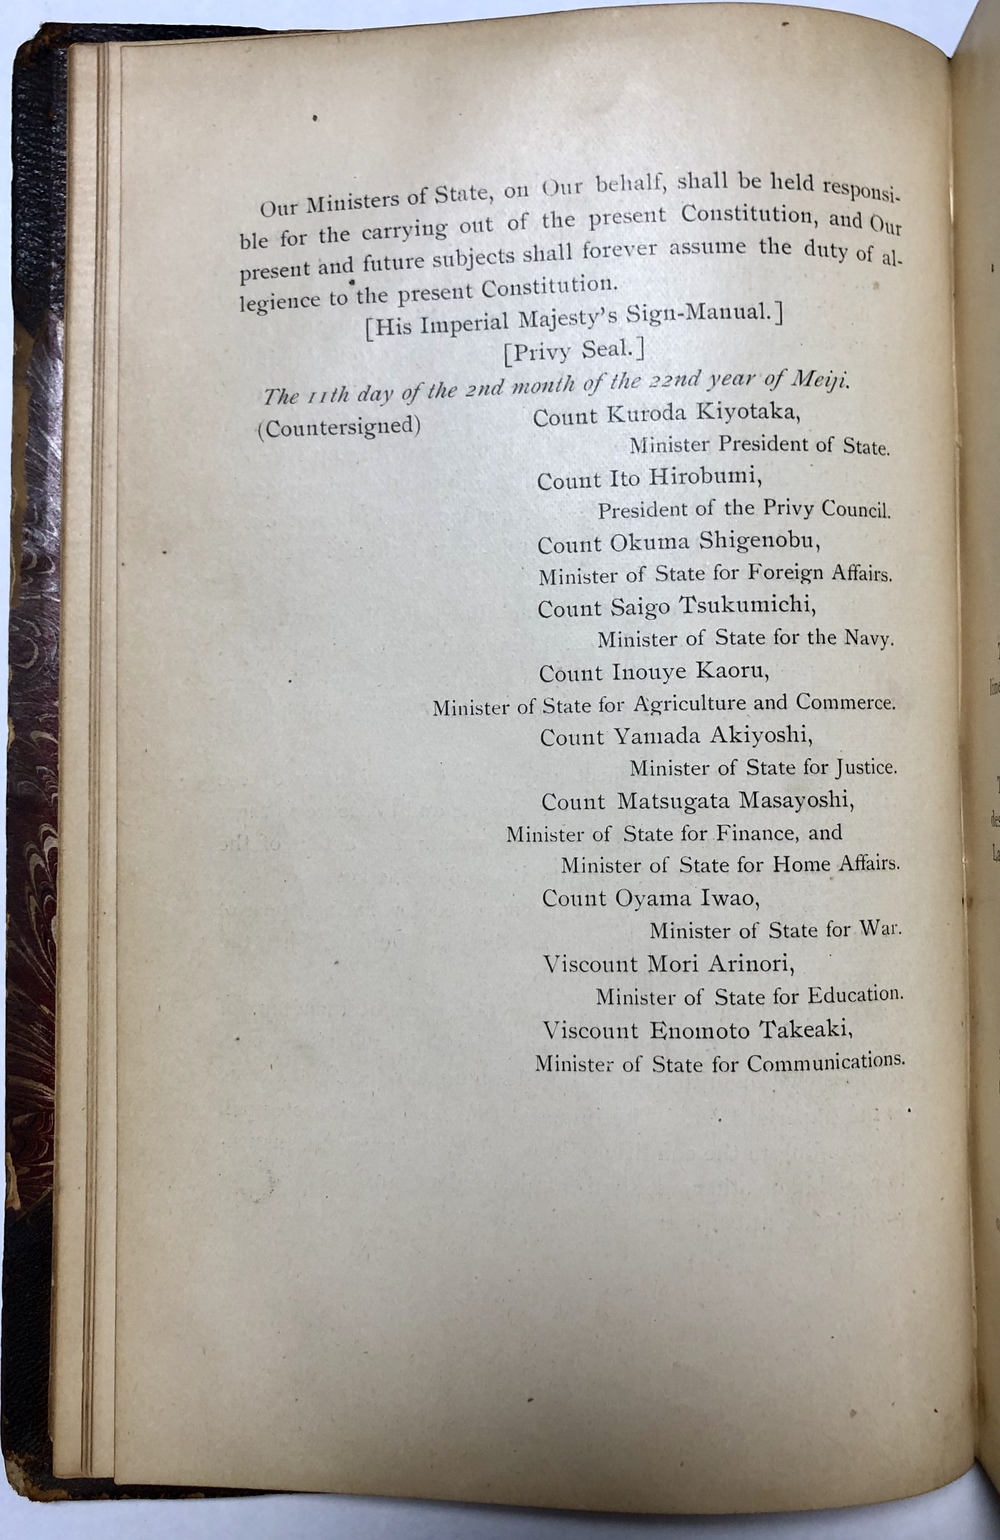 Our Ministers of State, on Our behalf, shall be held responsi-
ble for the carrying out of the present Constitution, and Our
present and future subjects shall forever assume the duty of al-
legience to the present Constitution.
[His Imperial Majesty's Sign-Manual.]
[Privy Seal.]
The 11th day of the 2nd month of the 22nd year of Meiji.
(Countersigned) Count Kuroda Kiyotaka,
Minister President of State.
Count Ito Hirobumi,
President of the Privy Council.
Count Okuma Shigenobu,
Minister of State for Foreign Affairs.
Count Saigo Tsukumichi,
Minister of State for the Navy.
Count Inouye Kaoru,
Minister of State for Agriculture and Commerce.
Count Yamada Akiyoshi,
Minister of State for Justice.
Count Matsugata Masayoshi,
Minister of State for Finance, and
Minister of State for Home Affairs.
Count Oyama Iwao,
Minister of State for War.
Viscount Mori Arinori,
Minister of State for Education.
Viscount Enomoto Takeaki,
Minister of State for Communications.